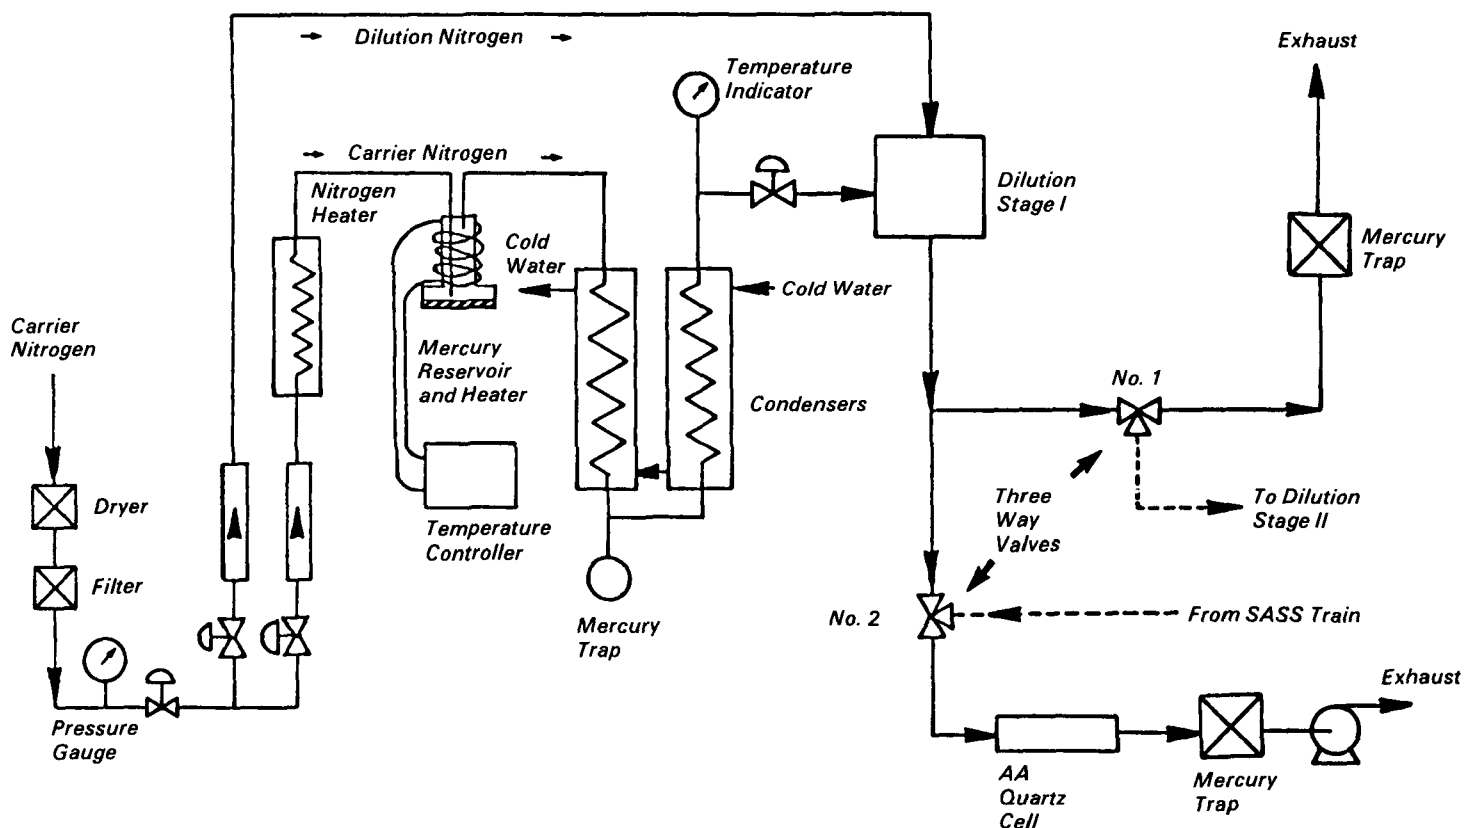 Dilution Nitrogen
Exhaust
Temperature
Indicator
Carrier Nitrogen
Nitrogen
Heater
Dilution
Stage I
Mercury
Trap
Cold
Water
Cold Water
Carrier
Nitrogen
Mercury
Reservoir
and Heater
Condensers
No. 1
Dryer
Three
Way
Valves
To Dilution
Stage II
Temperature
Controller
Filter
No. 2
From SASS Train
Mercury
Trap
Exhaust
Pressure
Gauge
AA
Quartz
Cell
Mercury
Trap